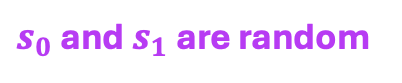 s₀ and s₁ are random